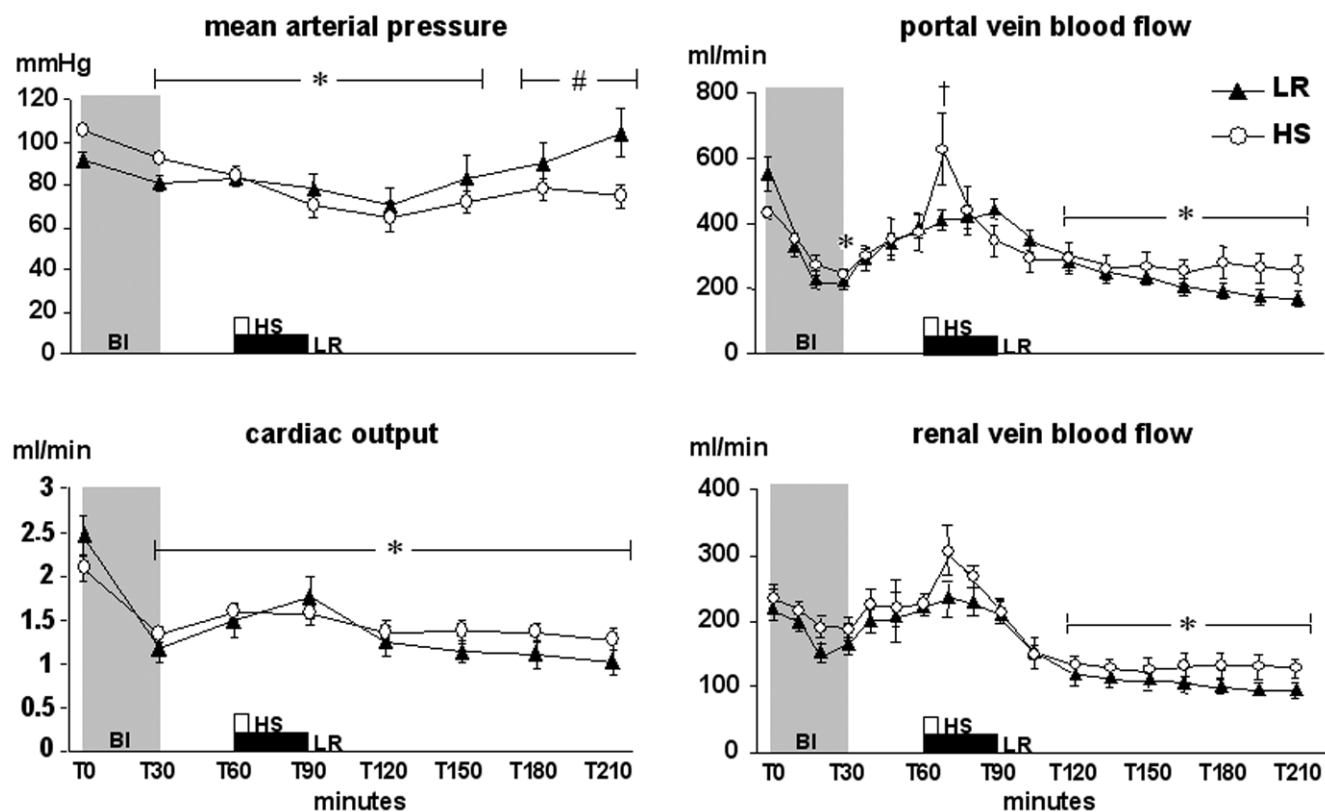 mean arterial pressure
mmHg
*
#
120
100
80
60
40
20
0
BI
HS
LR
portal vein blood flow
ml/min
†
LR
HS
*
*
800
600
400
200
0
BI
HS
LR
cardiac output
ml/min
*
3
2.5
2
1.5
1
0.5
0
BI
HS
LR
T0 T30 T60 T90 T120 T150 T180 T210
minutes
renal vein blood flow
ml/min
*
400
300
200
100
0
BI
HS
LR
T0 T30 T60 T90 T120 T150 T180 T210
minutes